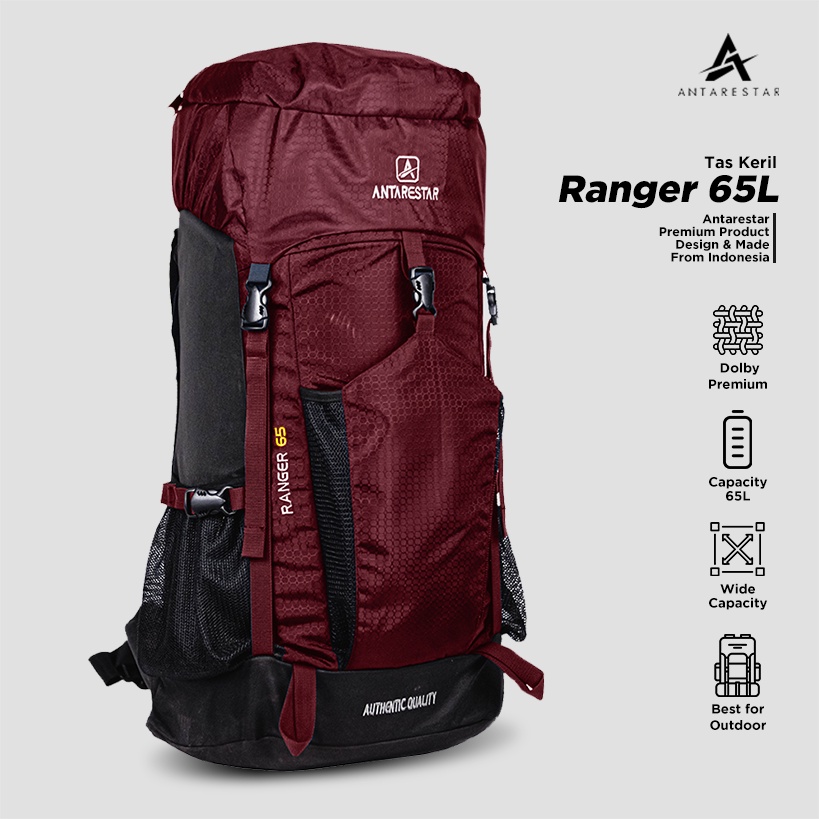 ANTARESTAR
Tas Keril
Ranger 65L
Antarestar
Premium Product
Design & Made
From Indonesia
Dolby
Premium
Capacity
65L
Wide
Capacity
Best for
Outdoor
ANTARESTAR
RANGER 65
AUTHENTIC QUALITY